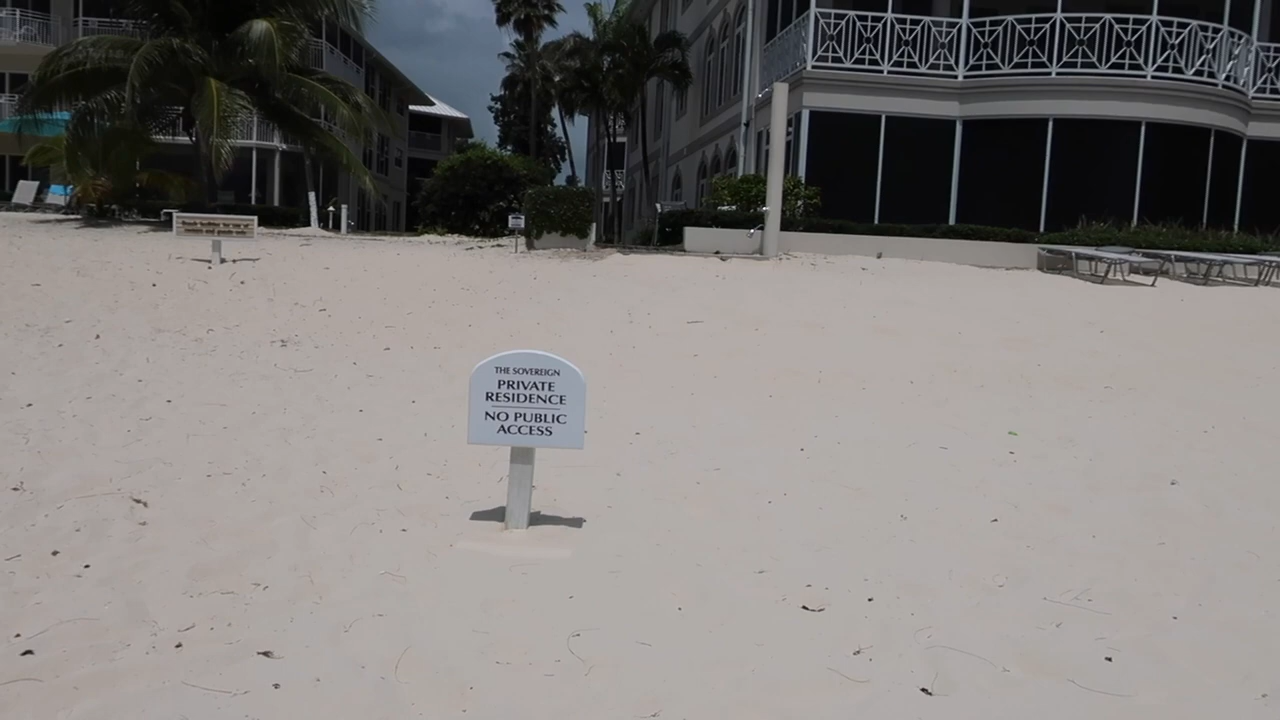 THE SOVEREIGN
PRIVATE
RESIDENCE
NO PUBLIC
ACCESS